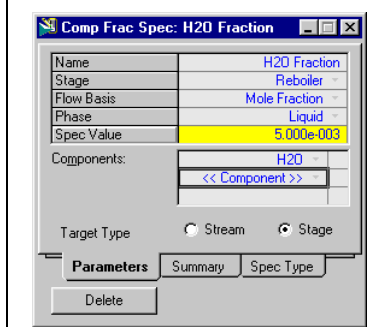 Comp Frac Spec: H2O Fraction
Name H2O Fraction
Stage Reboiler
Flow Basis Mole Fraction
Phase Liquid
Spec Value 5.000e-003
Components: H2O
<< Component >>
Target Type Stream Stage
Parameters Summary Spec Type
Delete